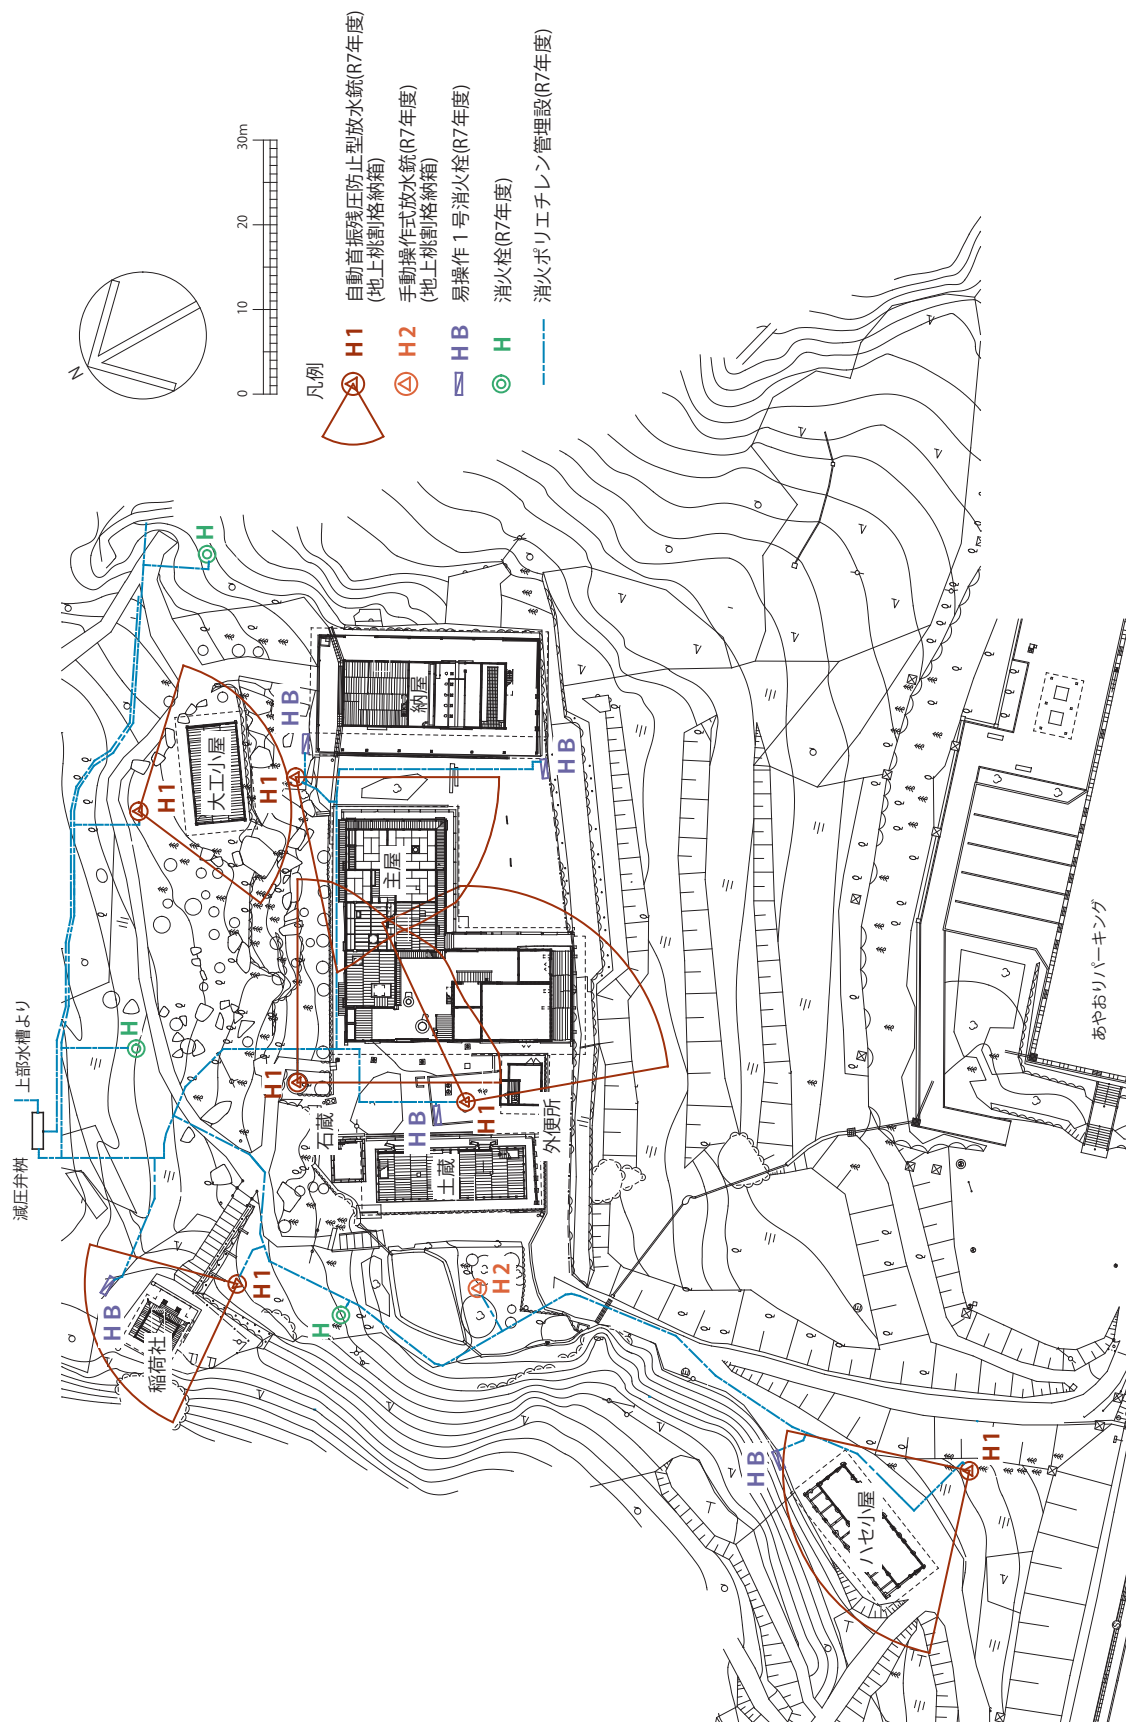 上部水槽より
減圧弁桝
N
0 10 20 30m
凡例
H1 自動首振残圧防止型放水銃(R7年度)
(地上桃割格納箱)
H2 手動操作式放水銃(R7年度)
(地上桃割格納箱)
HB 易操作１号消火栓(R7年度)
H 消火栓(R7年度)
消火ポリエチレン管埋設(R7年度)
H
H
H1
大工小屋
HB
H1
納屋
HB
主屋
H1
石蔵
HB
H1
外便所
土蔵
HB
稲荷社
H1
H
H2
HB
H1
ハセ小屋
あやおりパーキング